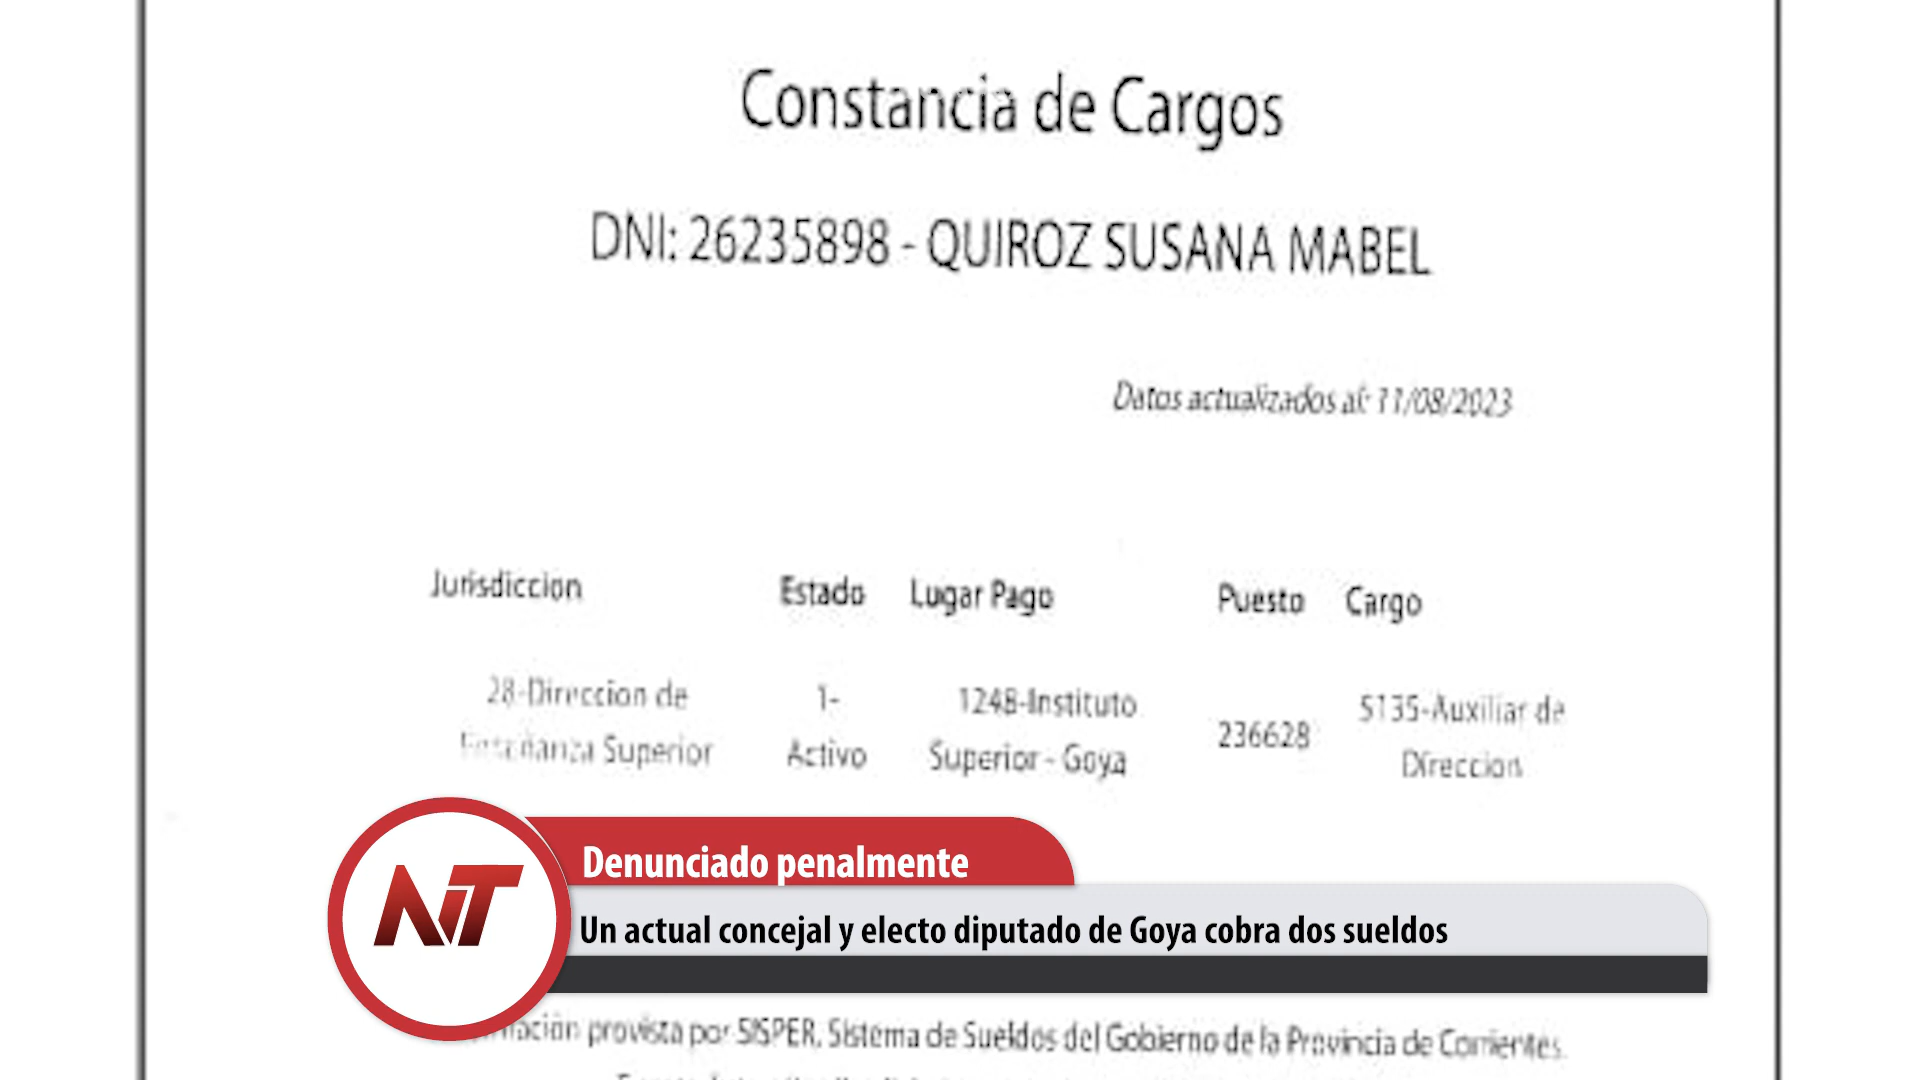 Constancia de Cargos
DNI: 26235898 - QUIROZ SUSANA MABEL
Datos actualizados al: 11/08/2023
Jurisdiccion Estado Lugar Pago Puesto Cargo
28-Direccion de 1- 1248-Instituto 5135-Auxiliar de
Enseñanza Superior Activo Superior - Goya 236628 Direccion
NT
Denunciado penalmente
Un actual concejal y electo diputado de Goya cobra dos sueldos
provista por SISPER, Sistema de Sueldos del Gobierno de la Provincia de Corrientes.